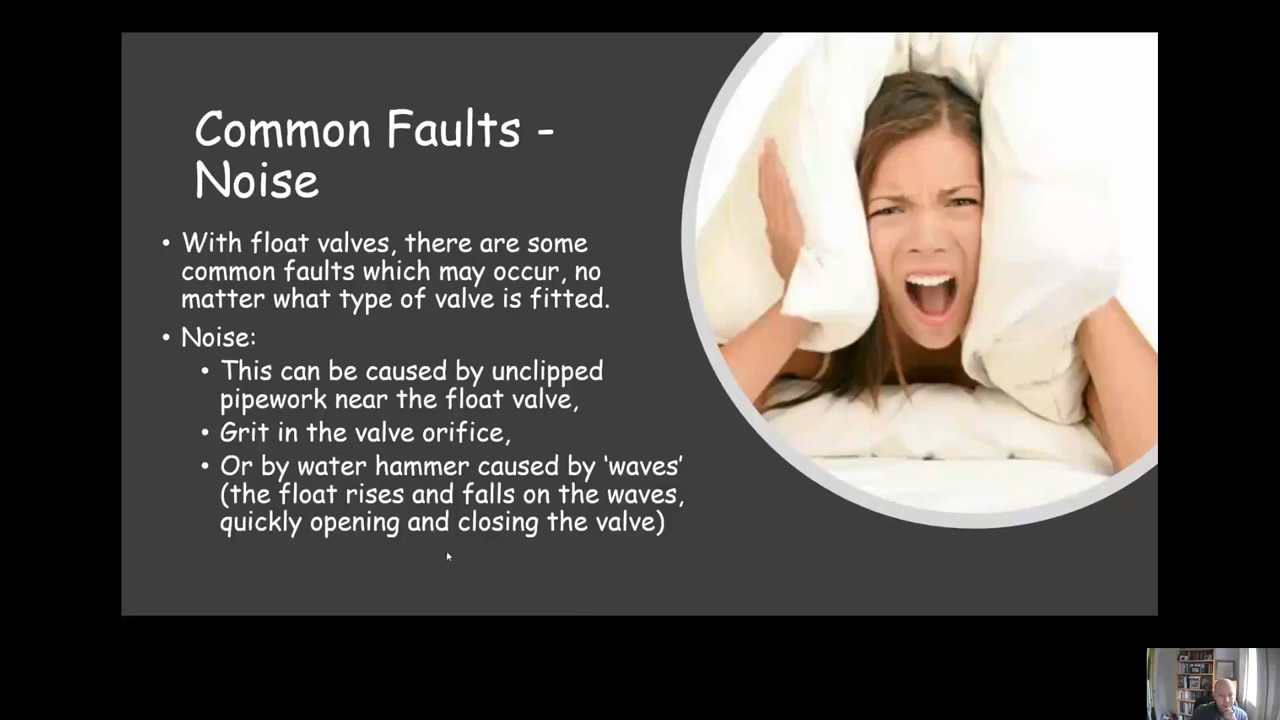 Common Faults -
Noise
• With float valves, there are some
common faults which may occur, no
matter what type of valve is fitted.
• Noise:
• This can be caused by unclipped
pipework near the float valve,
• Grit in the valve orifice,
• Or by water hammer caused by ‘waves’
(the float rises and falls on the waves,
quickly opening and closing the valve)